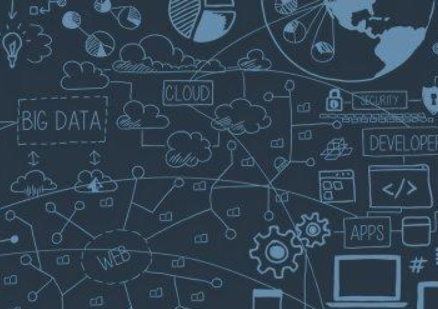 CLOUD
SECURITY
BIG DATA
DEVELOPER
</>
APPS
WEB
#